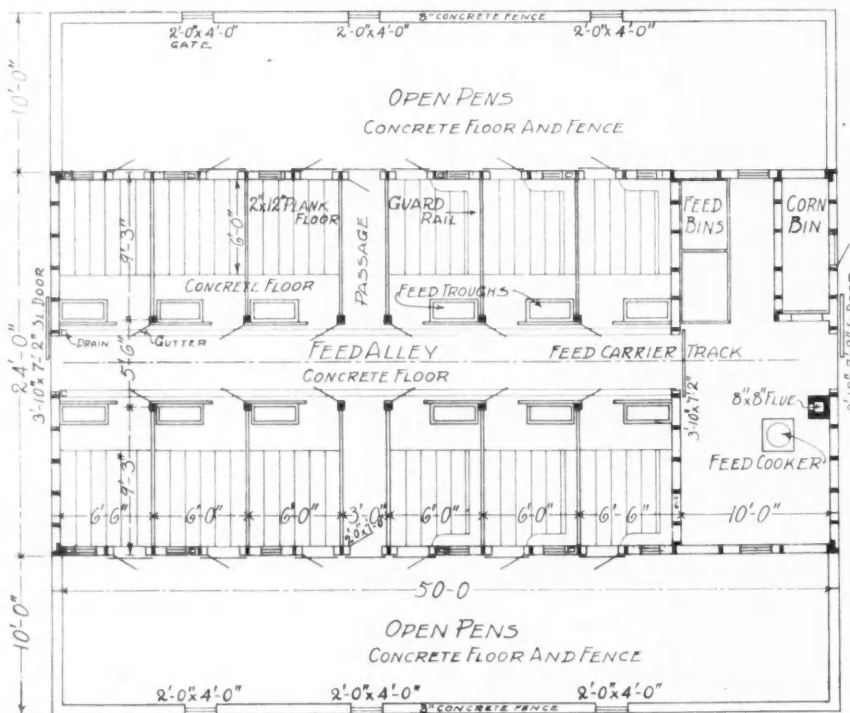 8" CONCRETE FENCE
2'-0" x 4'-0"
GATE
2'-0" x 4'-0"
2'-0" x 4'-0"
10'-0"
OPEN PENS
CONCRETE FLOOR AND FENCE
2" x 12" PLANK
FLOOR
6'-0"
9'-3"
PASSAGE
GUARD
RAIL
FEED
BINS
CORN
BIN
CONCRETE FLOOR
FEED TROUGHS
3'-10" x 7'-2" SL. DOOR
24'-0"
DRAIN
GUTTER
5'-6"
FEED ALLEY
CONCRETE FLOOR
FEED CARRIER TRACK
3'-10" x 7'-2"
8" x 8" FLUE
FEED COOKER
9'-3"
6'-6"
6'-0"
6'-0"
3'-0"
2'-0" x 7'-0"
6'-0"
6'-0"
6'-6"
10'-0"
50-0
10'-0"
OPEN PENS
CONCRETE FLOOR AND FENCE
2'-0" x 4'-0"
2'-0" x 4'-0"
2'-0" x 4'-0"
8" CONCRETE FENCE